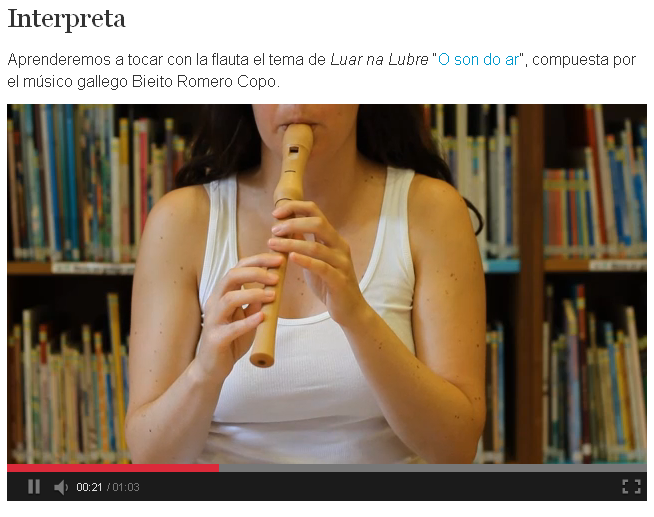 Interpreta
Aprenderemos a tocar con la flauta el tema de Luar na Lubre "O son do ar", compuesta por
el músico gallego Bieito Romero Copo.
00:21 / 01:03